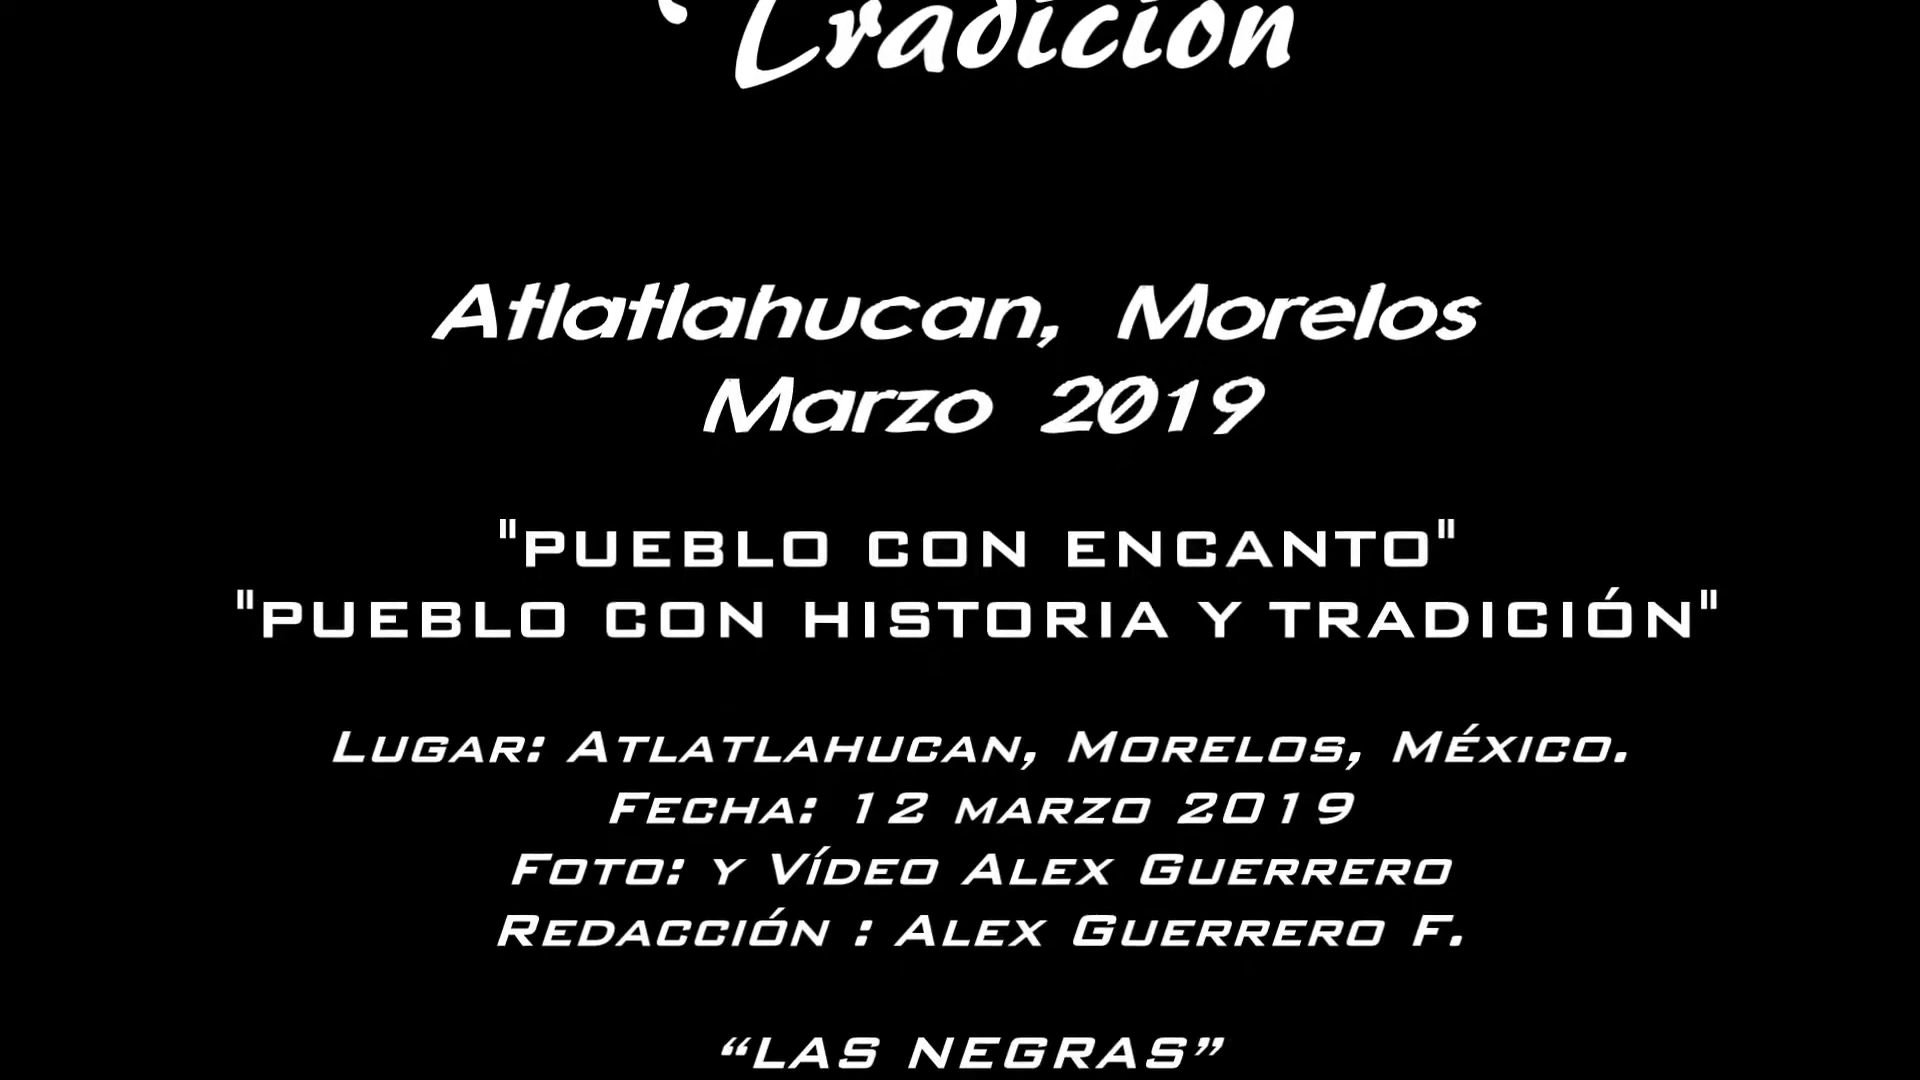 Tradición
Atlatlahucan, Morelos
Marzo 2019
"PUEBLO CON ENCANTO"
"PUEBLO CON HISTORIA Y TRADICIÓN"
Lugar: Atlatlahucan, Morelos, México.
Fecha: 12 marzo 2019
Foto: y Vídeo Alex Guerrero
Redacción : Alex Guerrero F.
“LAS NEGRAS”